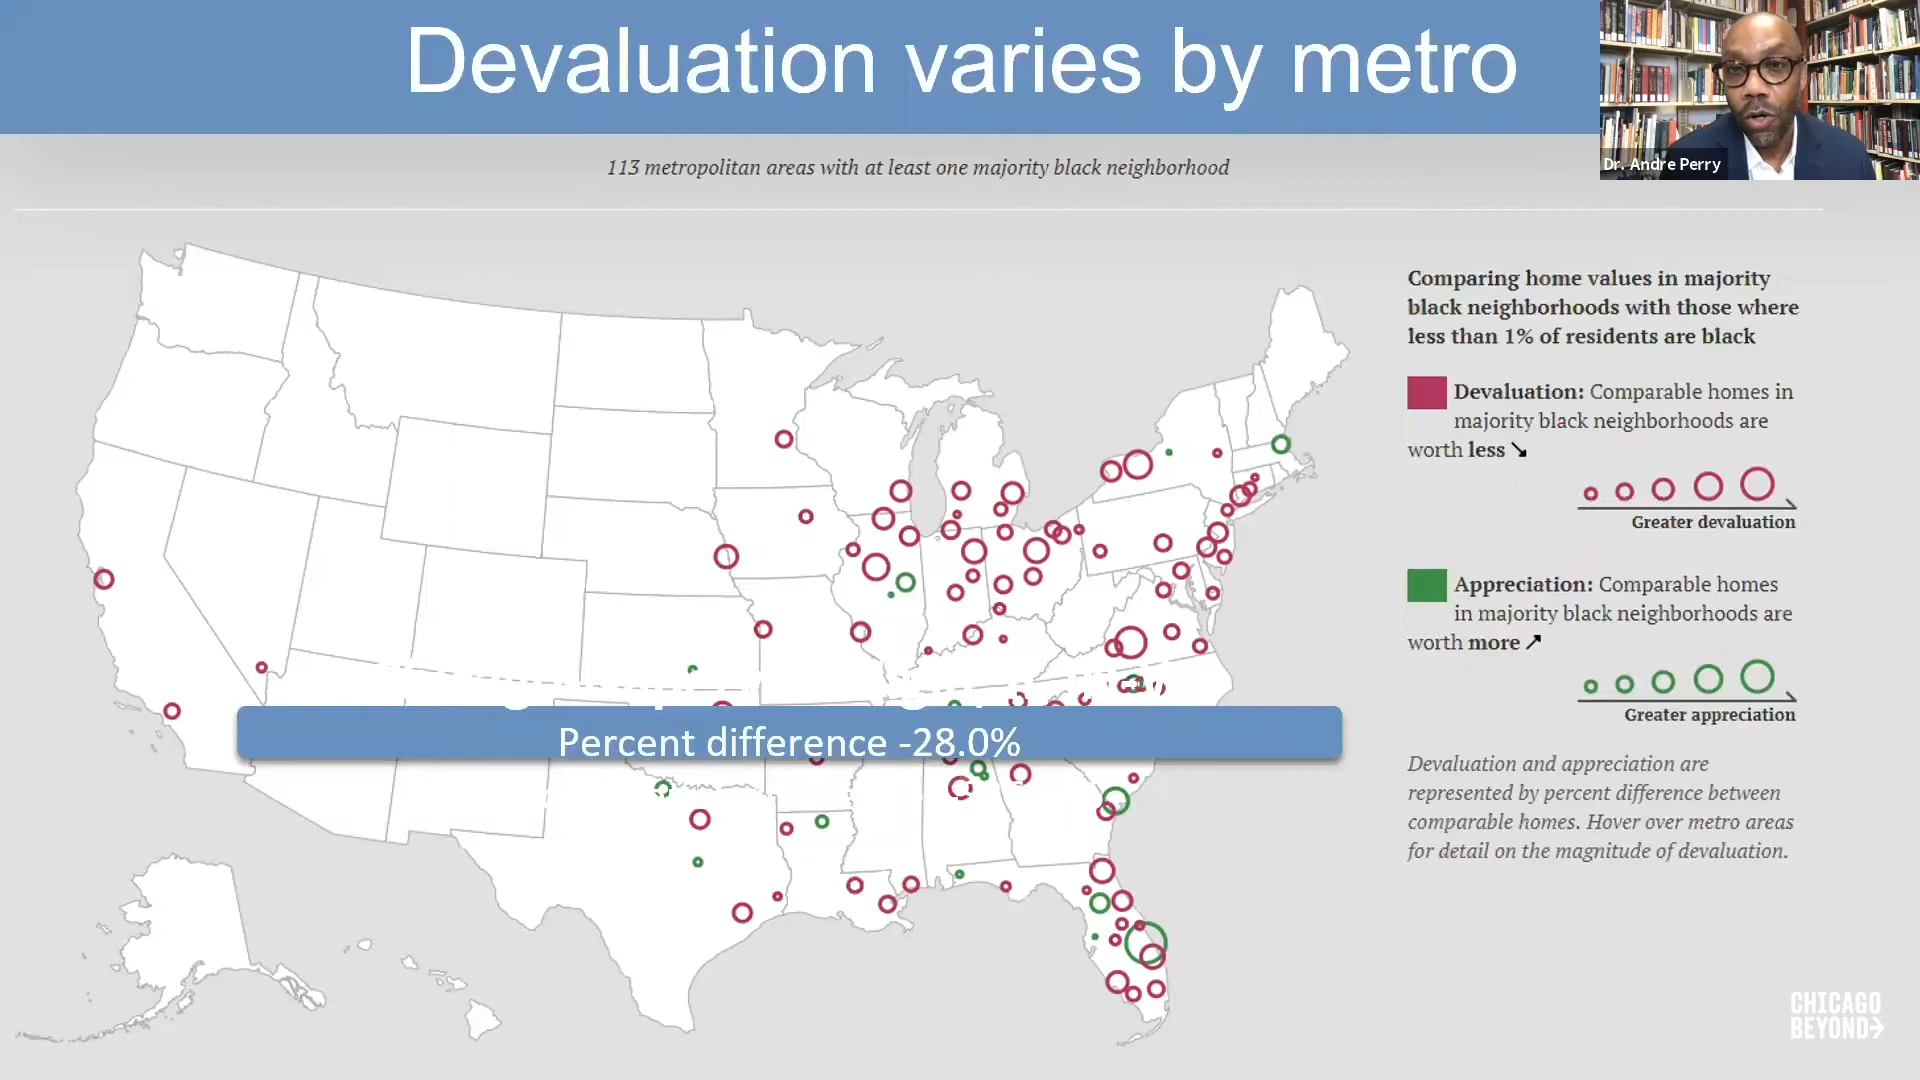 Devaluation varies by metro
Dr. Andre Perry
113 metropolitan areas with at least one majority black neighborhood
Comparing home values in majority
black neighborhoods with those where
less than 1% of residents are black
Devaluation: Comparable homes in
majority black neighborhoods are
worth less ↘
Greater devaluation
Appreciation: Comparable homes
in majority black neighborhoods are
worth more ↗
Greater appreciation
Percent difference -28.0%
Devaluation and appreciation are
represented by percent difference between
comparable homes. Hover over metro areas
for detail on the magnitude of devaluation.
CHICAGO
BEYOND→